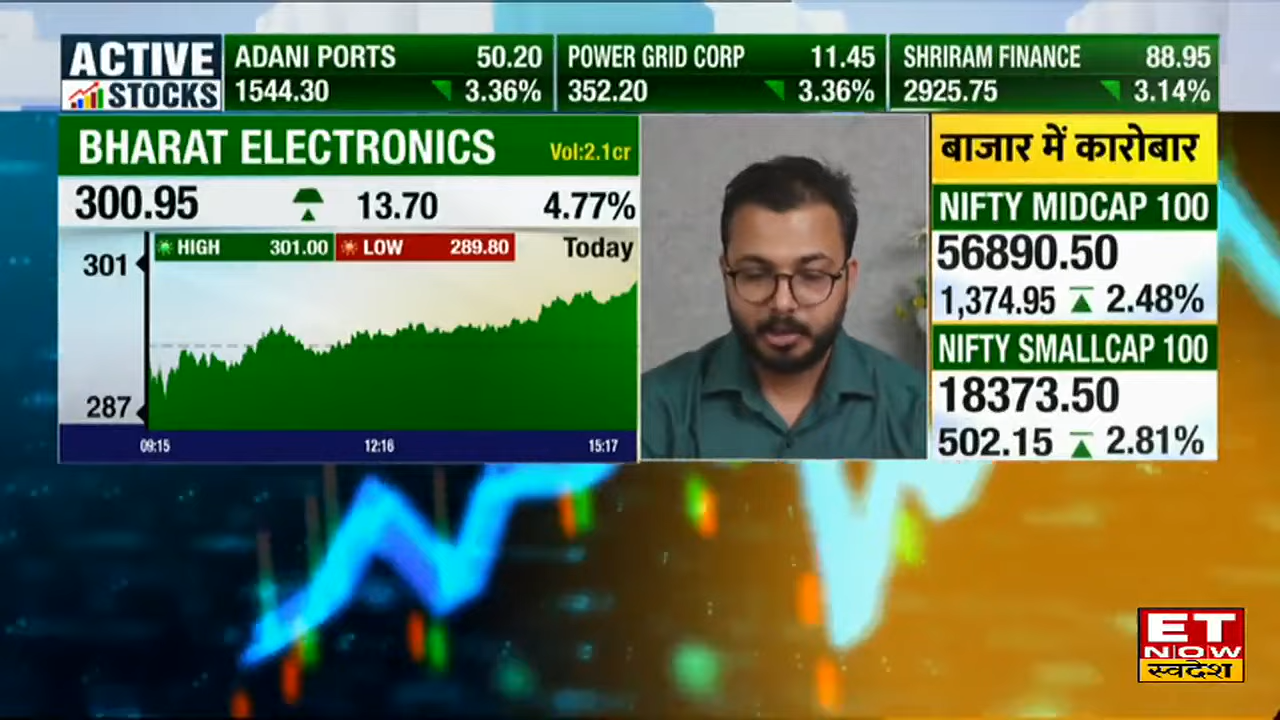 ACTIVE STOCKS
ADANI PORTS 50.20
1544.30 3.36%
POWER GRID CORP 11.45
352.20 3.36%
SHRIRAM FINANCE 88.95
2925.75 3.14%
BHARAT ELECTRONICS Vol:2.1cr
300.95 13.70 4.77%
HIGH 301.00 LOW 289.80 Today
301
287
09:15 12:16 15:17
बाजार में कारोबार
NIFTY MIDCAP 100
56890.50
1,374.95 2.48%
NIFTY SMALLCAP 100
18373.50
502.15 2.81%
ET
NOW
स्वदेश